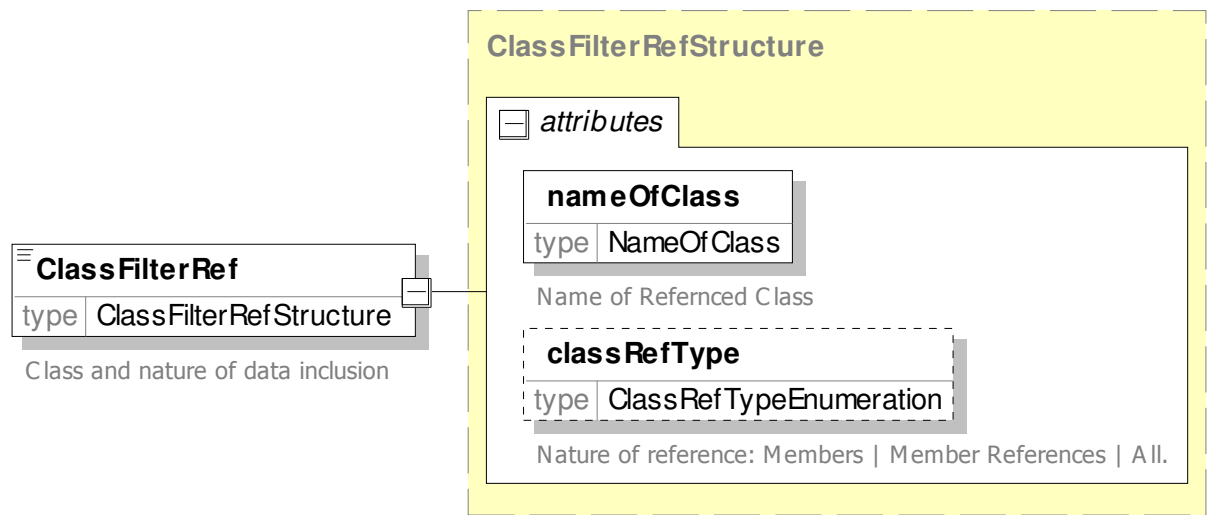 ClassFilterRefStructure
attributes
nameOfClass
type NameOfClass
Name of Refernced Class
ClassFilterRef
type ClassFilterRefStructure
Class and nature of data inclusion
classRefType
type ClassRefTypeEnumeration
Nature of reference: Members | Member References | All.